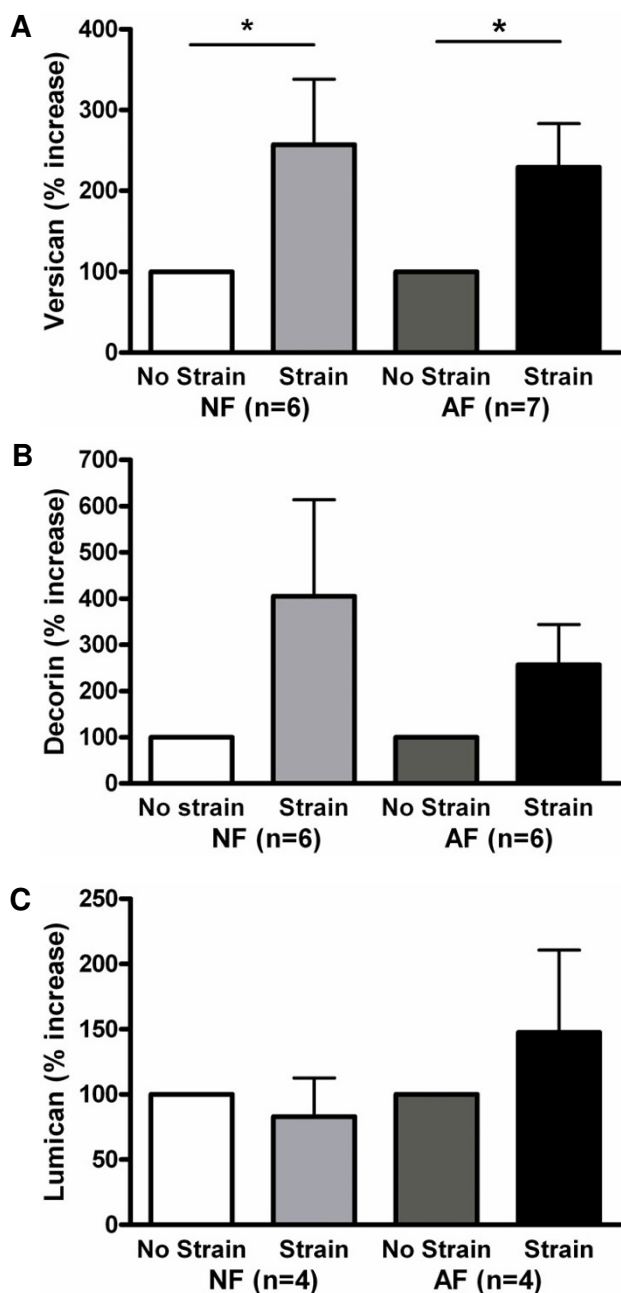 A
Versican (% increase)
400
300
200
100
0
*
*
No Strain
Strain
No Strain
Strain
NF (n=6)
AF (n=7)
B
Decorin (% increase)
700
600
500
400
300
200
100
0
No strain
Strain
No Strain
Strain
NF (n=6)
AF (n=6)
C
Lumican (% increase)
250
200
150
100
50
0
No Strain
Strain
No Strain
Strain
NF (n=4)
AF (n=4)